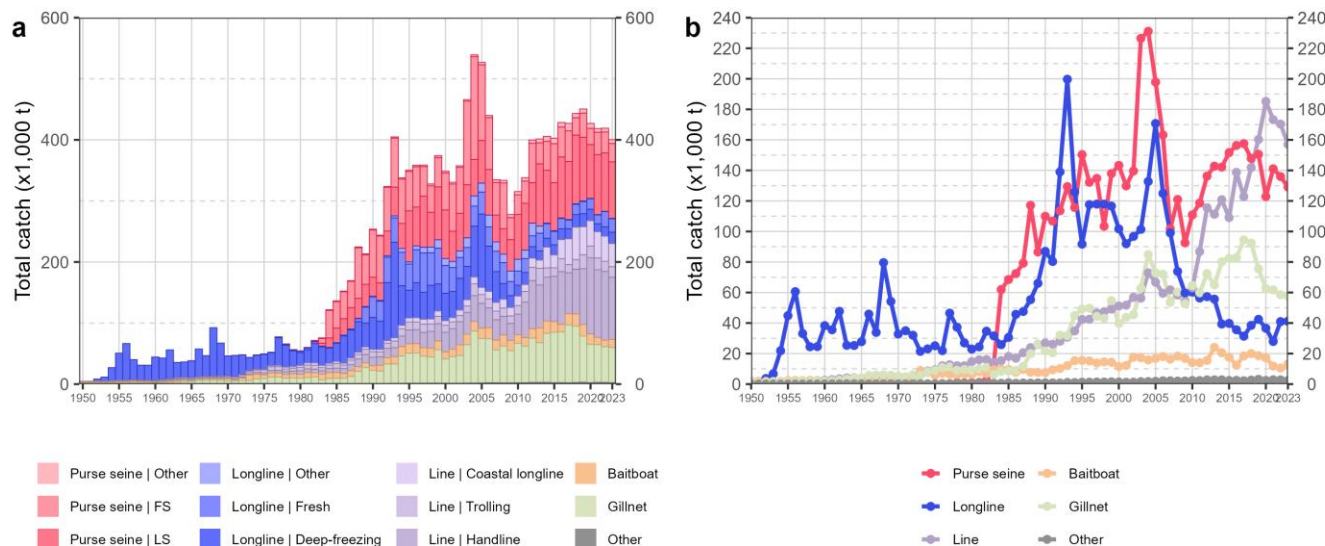 a
600
400
200
0
Total catch (x1,000 t)
600
400
200
0
1950 1955 1960 1965 1970 1975 1980 1985 1990 1995 2000 2005 2010 2015 2020 2023
b
240
220
200
180
160
140
120
100
80
60
40
20
0
Total catch (x1,000 t)
240
220
200
180
160
140
120
100
80
60
40
20
0
1950 1955 1960 1965 1970 1975 1980 1985 1990 1995 2000 2005 2010 2015 2020 2023
Purse seine | Other Longline | Other Line | Coastal longline Baitboat
Purse seine | FS Longline | Fresh Line | Trolling Gillnet
Purse seine | LS Longline | Deep-freezing Line | Handline Other
Purse seine Baitboat
Longline Gillnet
Line Other